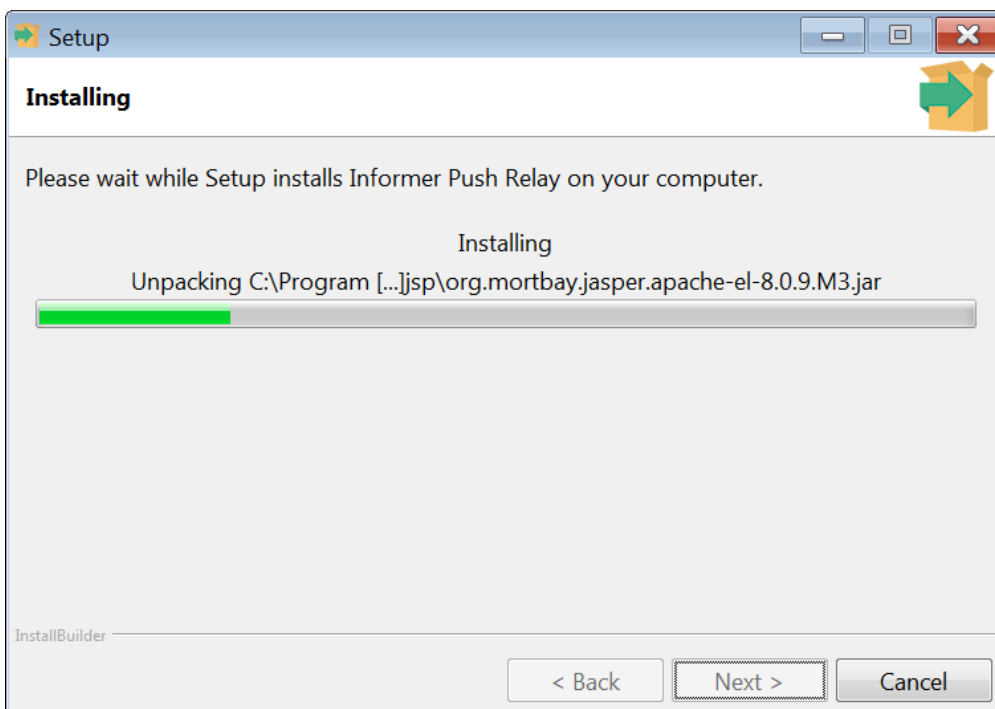 Setup
Installing
Please wait while Setup installs Informer Push Relay on your computer.
Installing
Unpacking C:\Program [...]jsp\org.mortbay.jasper.apache-el-8.0.9.M3.jar
InstallBuilder
< Back Next > Cancel